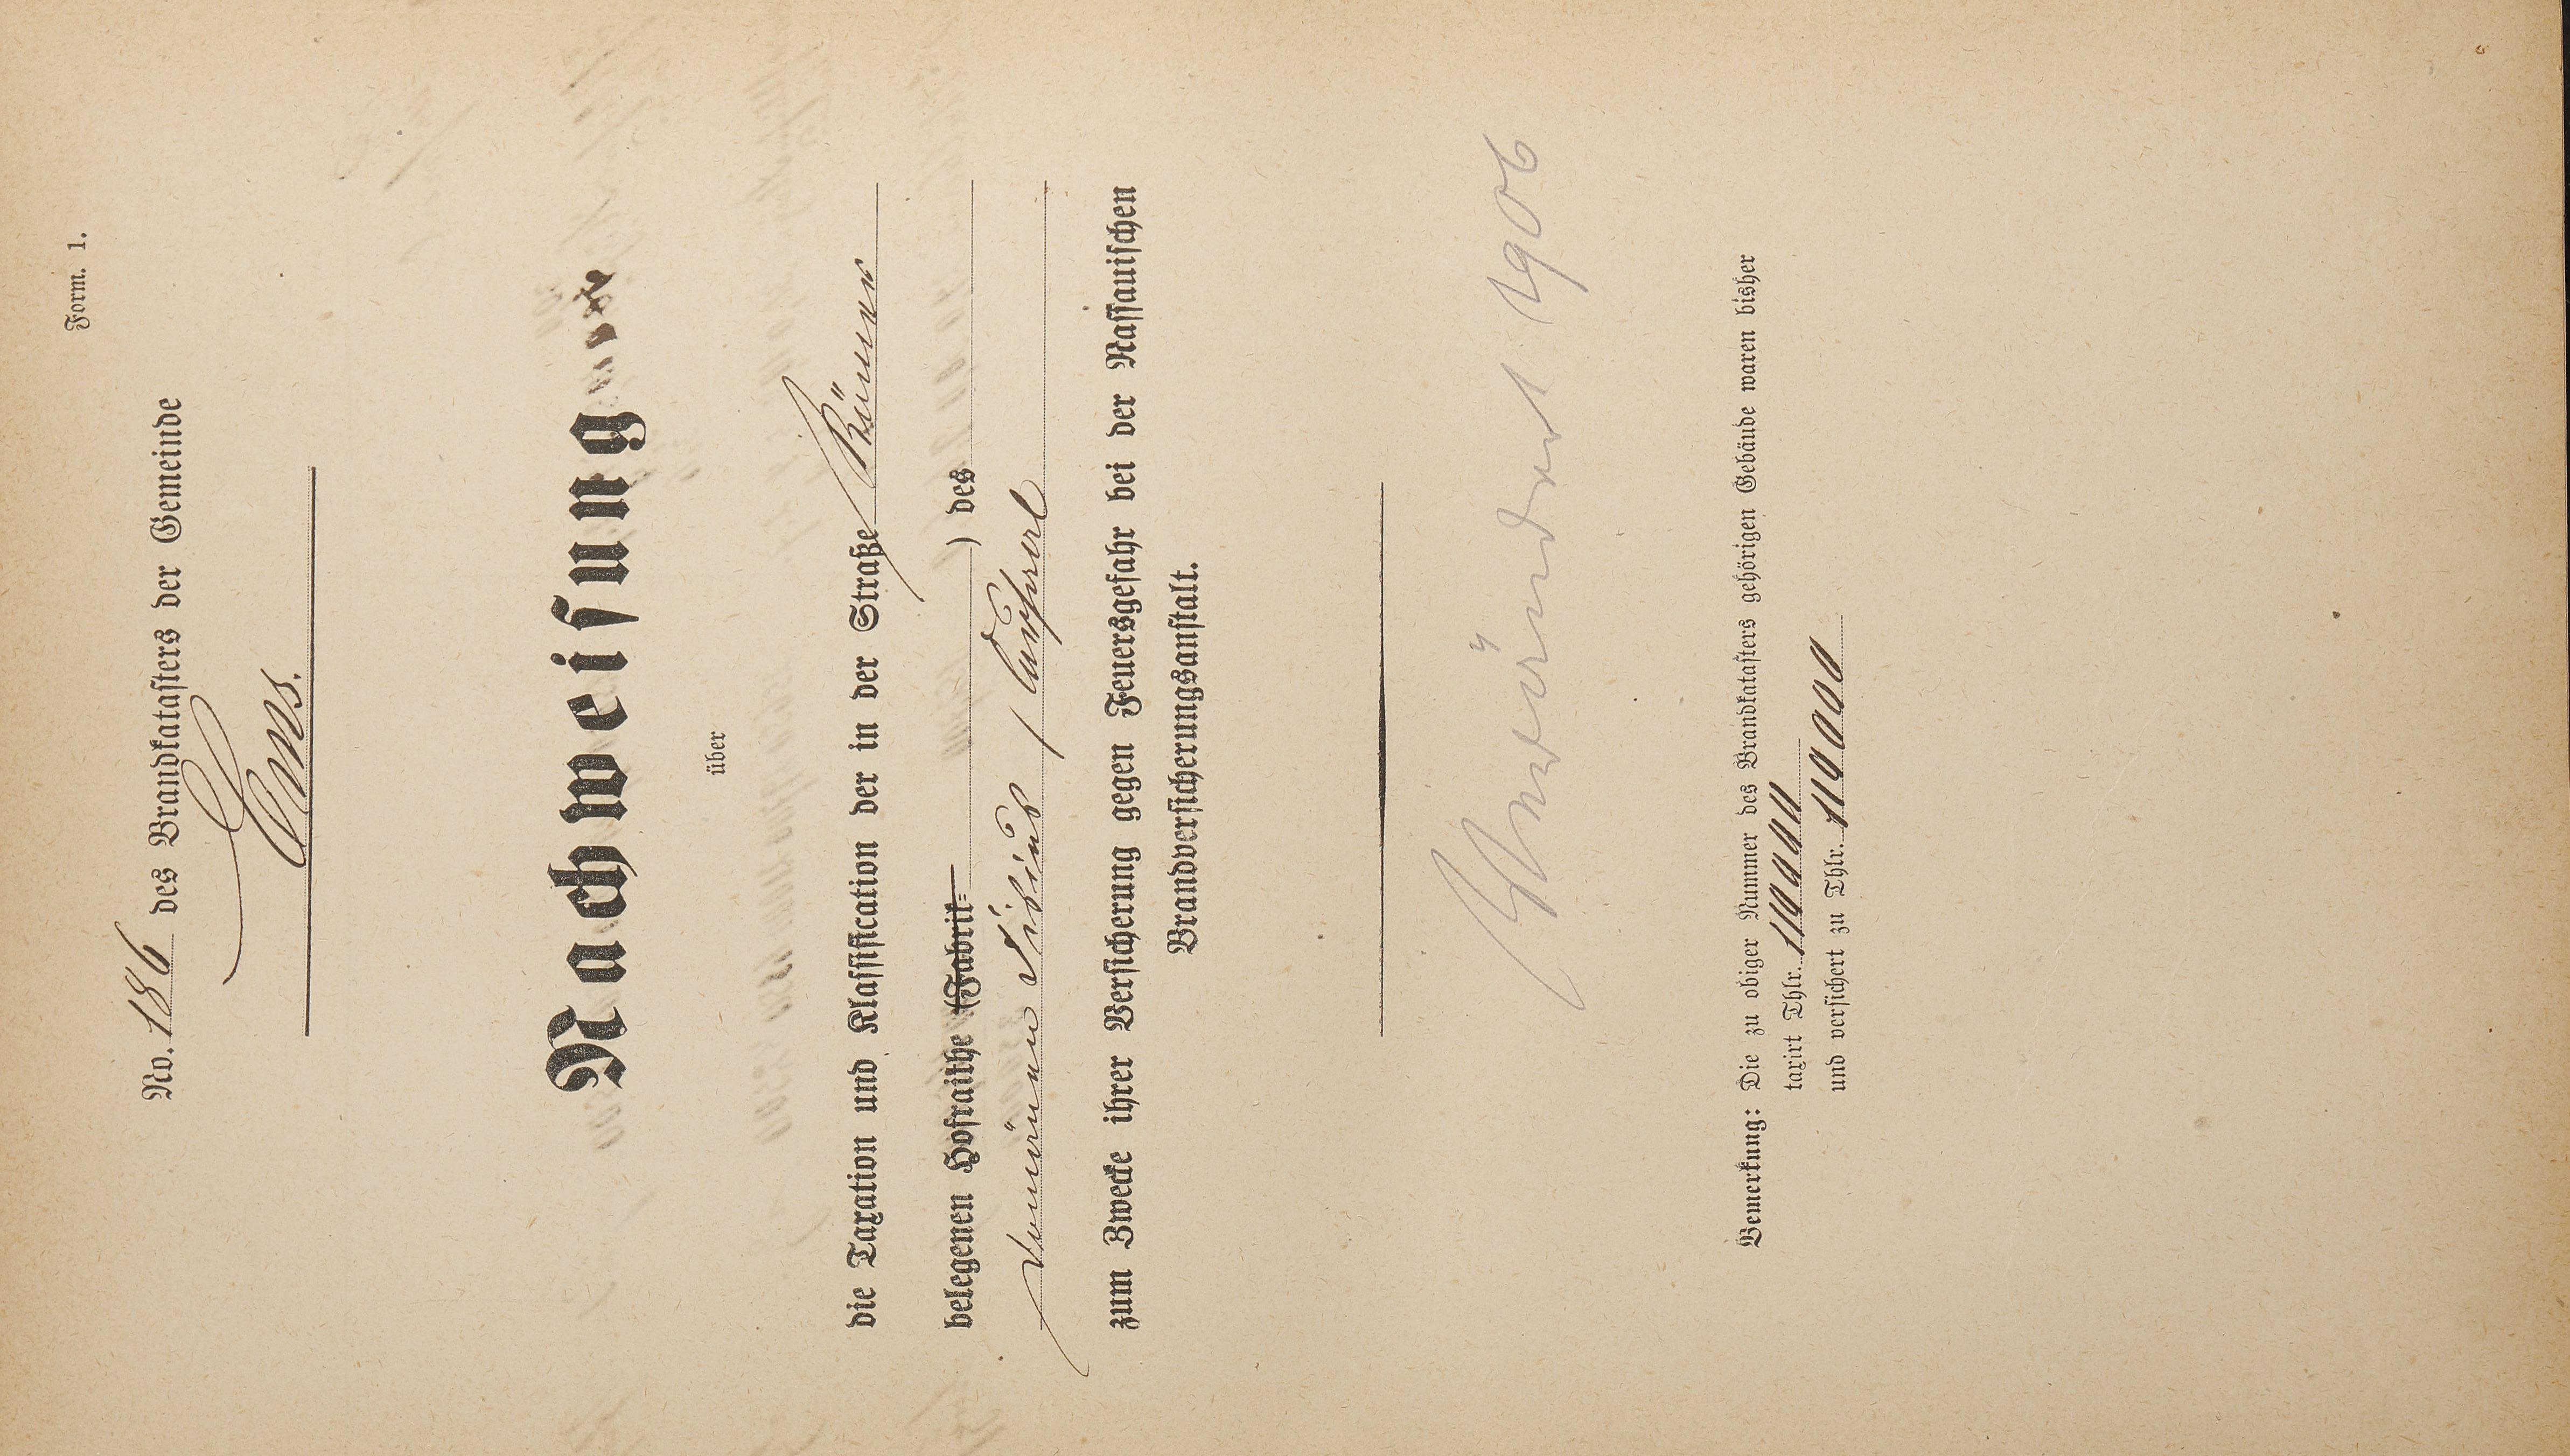 Form. 1.
No. 186 des Brandkatasters der Gemeinde
Ems.
Nachweisung
über
die Taxation und Klassification der in der Straße Römer
belegenen Hofraithe (Fabrik= ) des
zum Zwecke ihrer Versicherung gegen Feuersgefahr bei der Nassauischen
Brandversicherungsanstalt.
1906
Bemerkung: Die zu obiger Nummer des Brandkatasters gehörigen Gebäude waren bisher
taxirt Thlr.
und versichert zu Thlr.